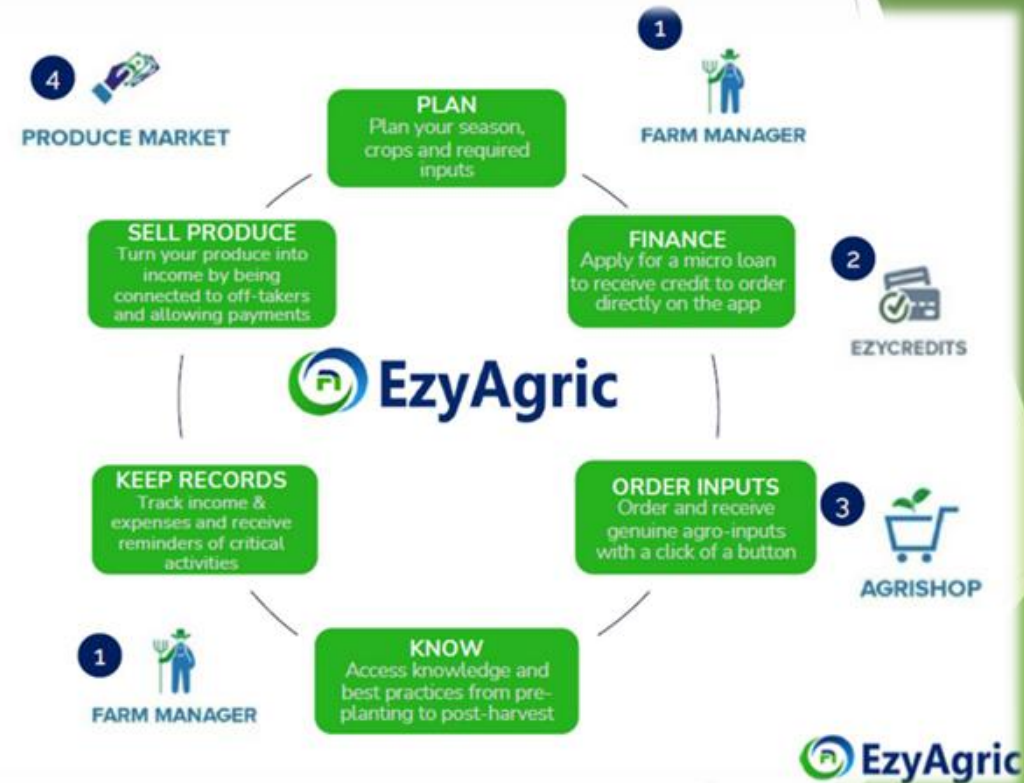 4
PRODUCE MARKET
1
FARM MANAGER
PLAN
Plan your season,
crops and required
inputs
SELL PRODUCE
Turn your produce into
income by being
connected to off-takers
and allowing payments
FINANCE
Apply for a micro loan
to receive credit to order
directly on the app
2
EZYCREDITS
EzyAgric
KEEP RECORDS
Track income &
expenses and receive
reminders of critical
activities
ORDER INPUTS
Order and receive
genuine agro-inputs
with a click of a button
3
AGRISHOP
1
FARM MANAGER
KNOW
Access knowledge and
best practices from pre-
planting to post-harvest
EzyAgric